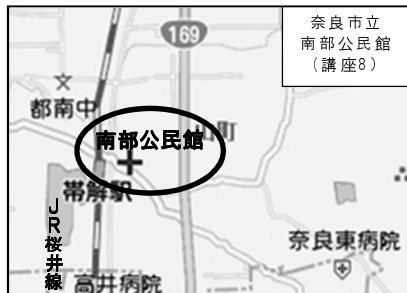 奈良市立
南部公民館
(講座8)
169
都南中
南部公民館
山町
帯解駅
JR桜井線
奈良東病院
高井病院